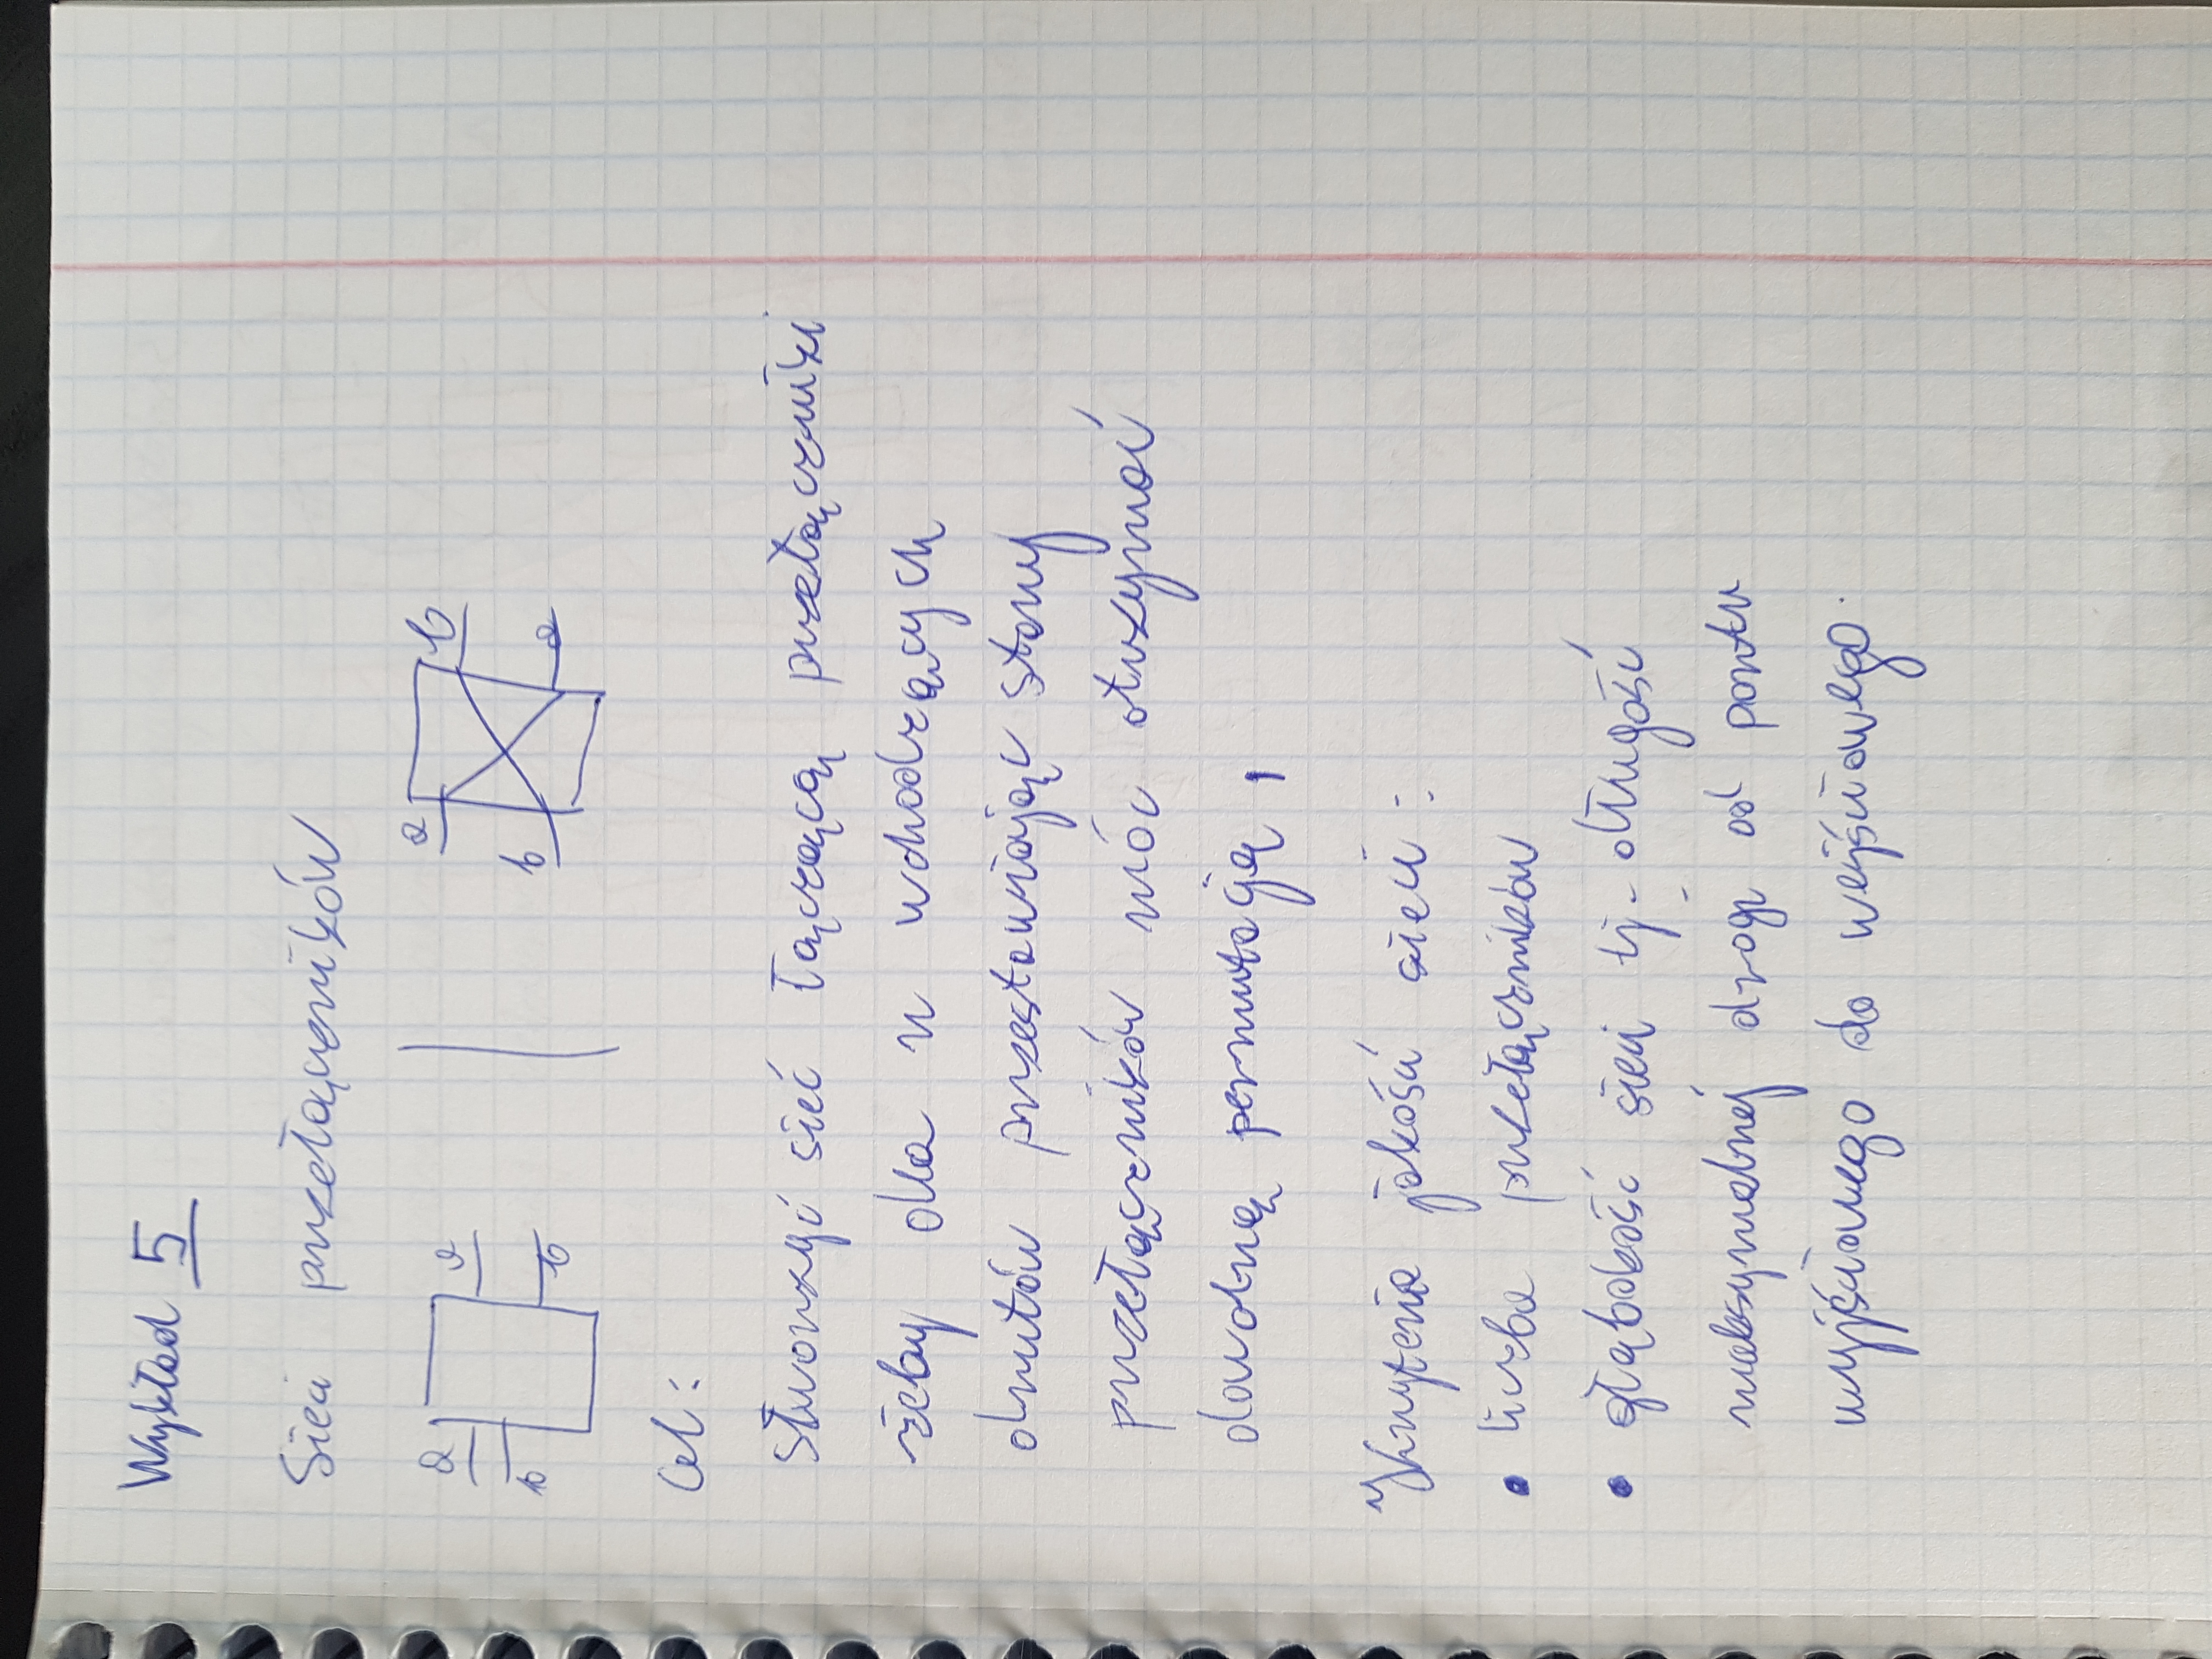 Wykład 5
Sieci przełączników
a a a b
b b b a
Cel:
stworzyć sieć łączącą przełączniki
żeby dla n wchodzących
drutów przestawiając stany
przełączników móc otrzymać
dowolną permutację,
Kryteria jakości sieci:
• liczba przełączników
• głębokość sieci tj. długość
maksymalnej drogi od portu
wyjściowego do wejściowego.